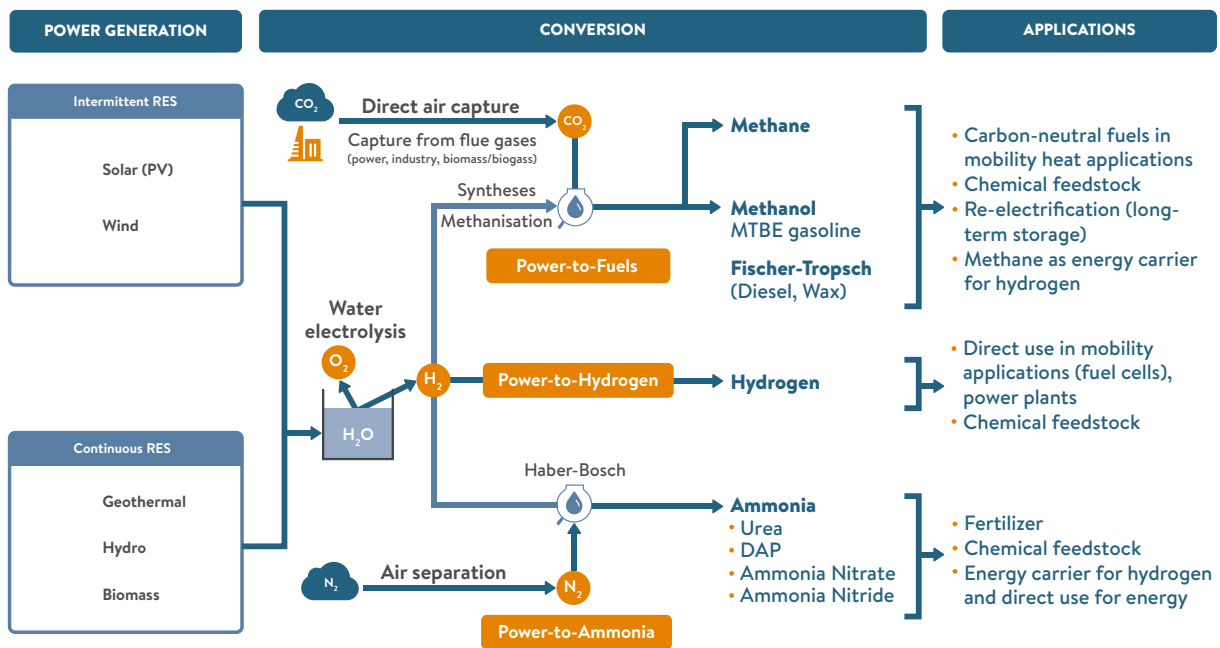 POWER GENERATION
CONVERSION
APPLICATIONS
Intermittent RES
Solar (PV)
Wind
Continuous RES
Geothermal
Hydro
Biomass
CO₂
Direct air capture
Capture from flue gases
(power, industry, biomass/biogass)
CO₂
Syntheses
Methanisation
Power-to-Fuels
Methane
Methanol
MTBE gasoline
Fischer-Tropsch
(Diesel, Wax)
• Carbon-neutral fuels in
mobility heat applications
• Chemical feedstock
• Re-electrification (long-
term storage)
• Methane as energy carrier
for hydrogen
Water
electrolysis
O₂
H₂O
H₂
Power-to-Hydrogen
Hydrogen
• Direct use in mobility
applications (fuel cells),
power plants
• Chemical feedstock
Haber-Bosch
N₂
Air separation
N₂
Power-to-Ammonia
Ammonia
• Urea
• DAP
• Ammonia Nitrate
• Ammonia Nitride
• Fertilizer
• Chemical feedstock
• Energy carrier for hydrogen
and direct use for energy